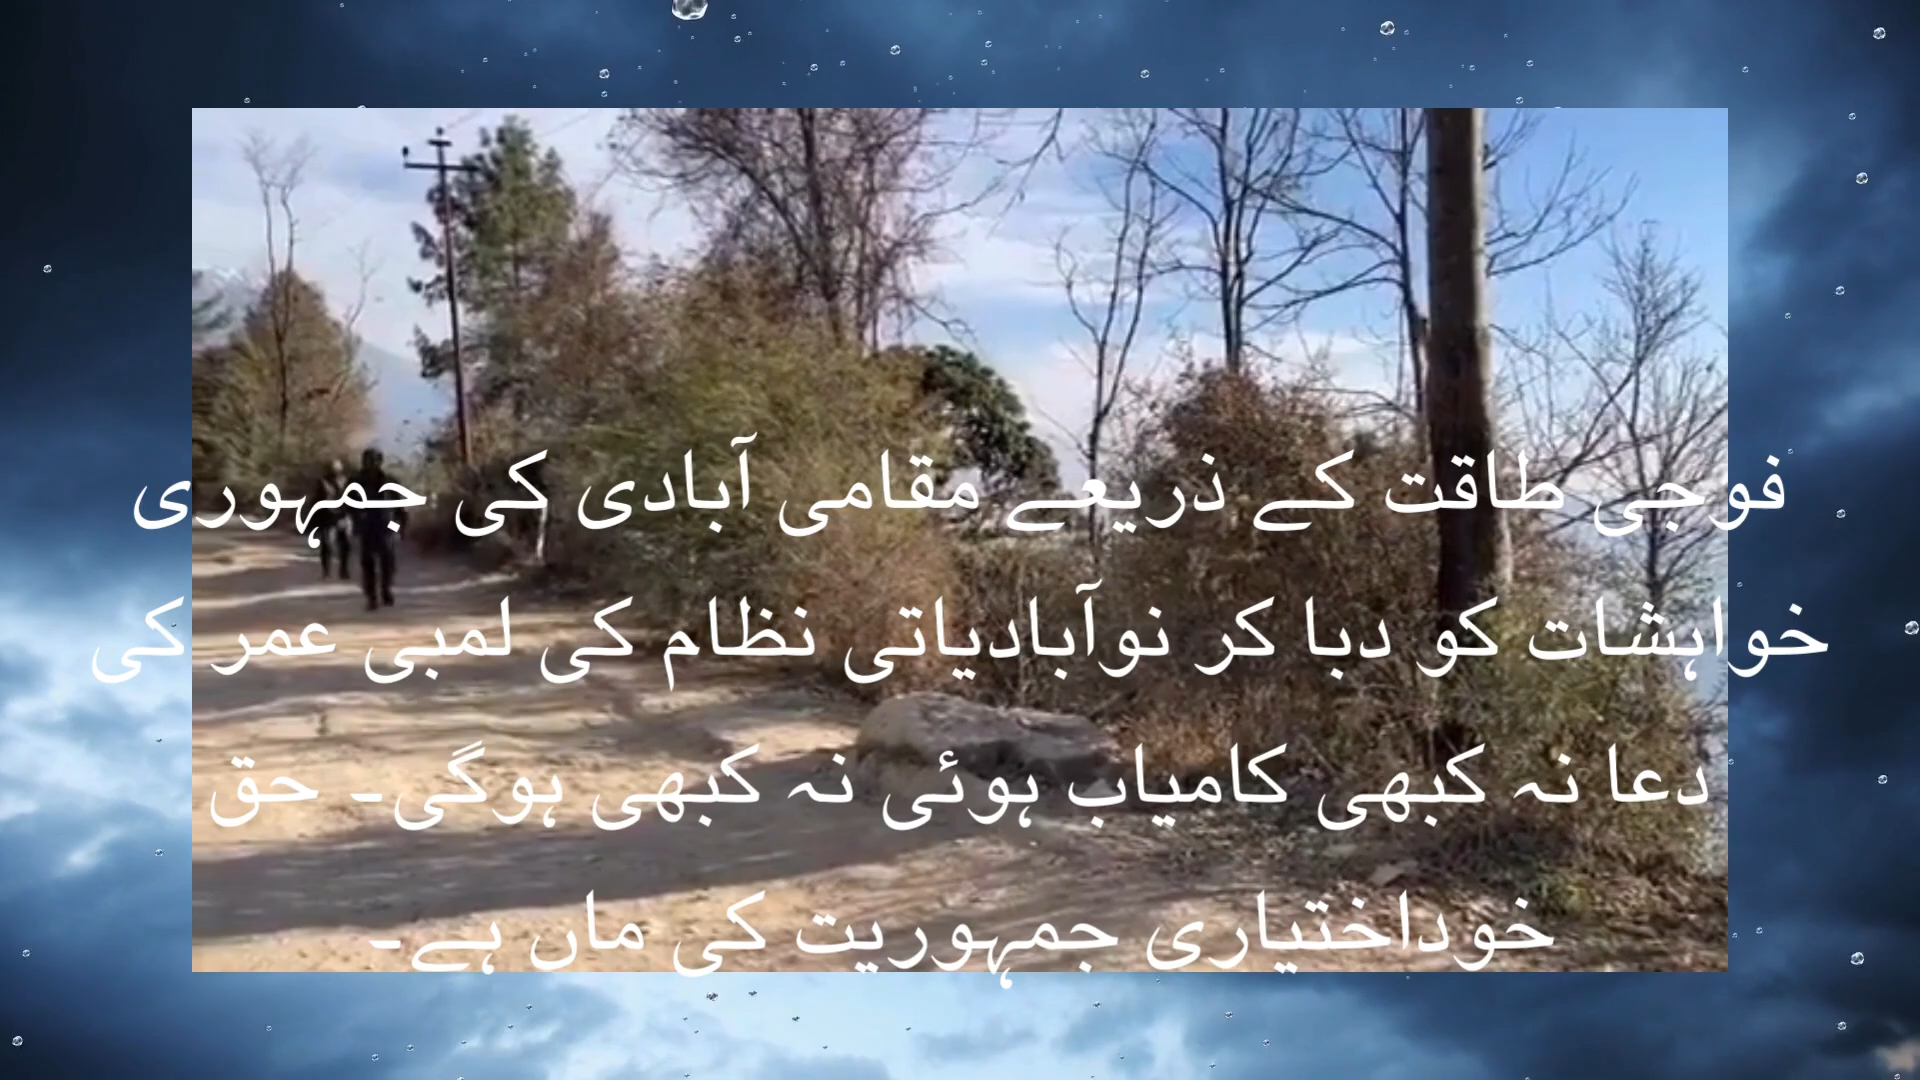 فوجی طاقت کے ذریعے مقامی آبادی کی جمہوری
خواہشات کو دبا کر نوآبادیاتی نظام کی لمبی عمر کی
دعا نہ کبھی کامیاب ہوئی نہ کبھی ہوگی۔ حق
خوداختیاری جمہوریت کی ماں ہے۔